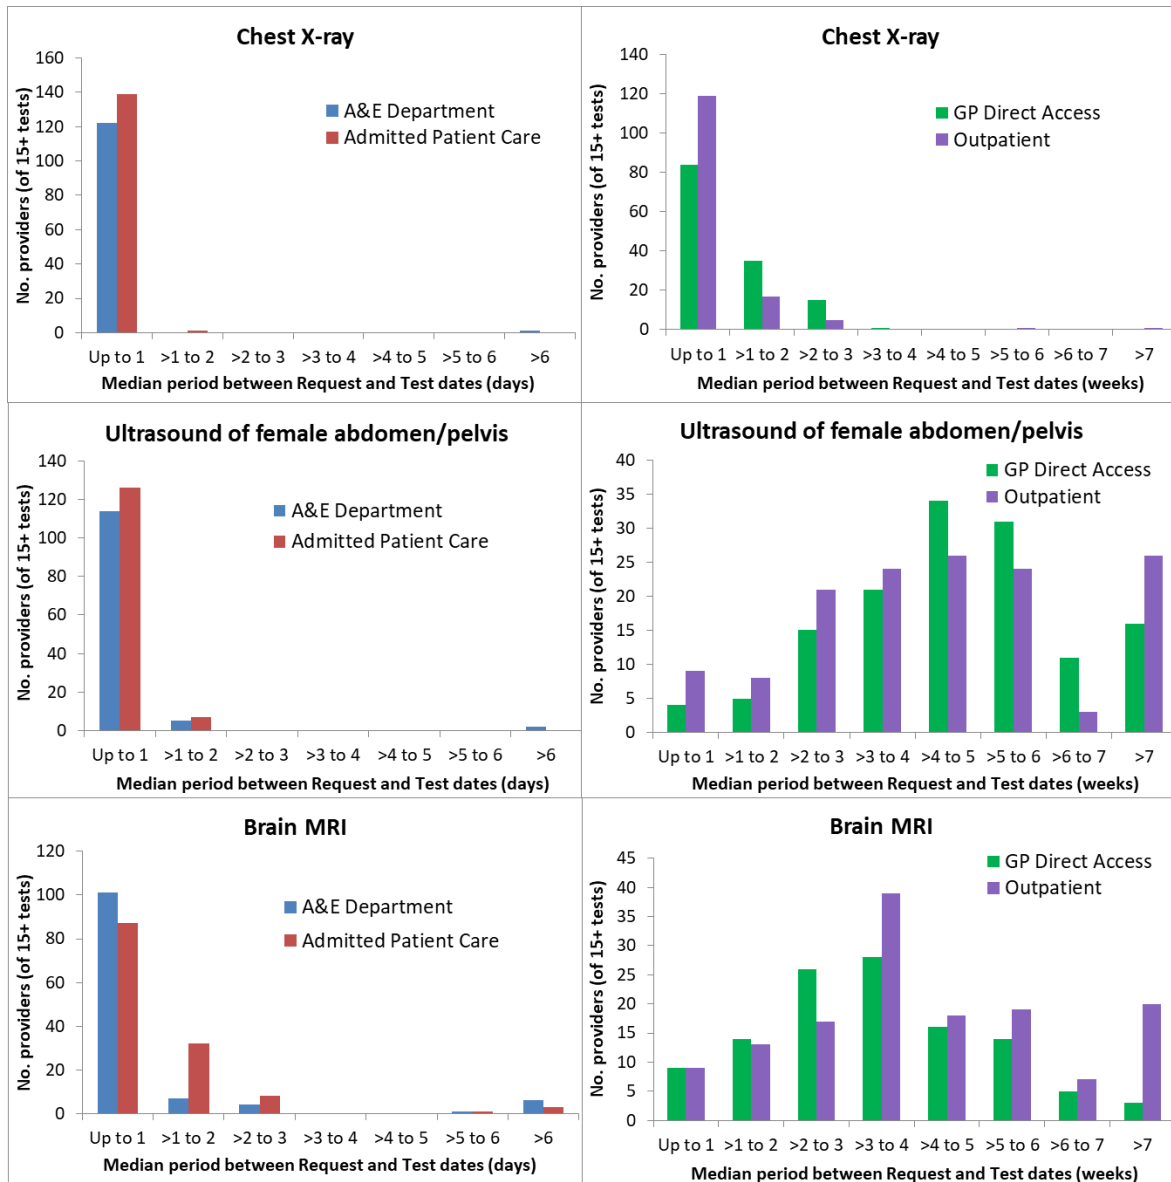 Chest X-ray
No. providers (of 15+ tests)
160
140
120
100
80
60
40
20
0
A&E Department
Admitted Patient Care
Up to 1 >1 to 2 >2 to 3 >3 to 4 >4 to 5 >5 to 6 >6
Median period between Request and Test dates (days)
Chest X-ray
No. providers (of 15+ tests)
140
120
100
80
60
40
20
0
GP Direct Access
Outpatient
Up to 1 >1 to 2 >2 to 3 >3 to 4 >4 to 5 >5 to 6 >6 to 7 >7
Median period between Request and Test dates (weeks)
Ultrasound of female abdomen/pelvis
No. providers (of 15+ tests)
140
120
100
80
60
40
20
0
A&E Department
Admitted Patient Care
Up to 1 >1 to 2 >2 to 3 >3 to 4 >4 to 5 >5 to 6 >6
Median period between Request and Test dates (days)
Ultrasound of female abdomen/pelvis
No. providers (of 15+ tests)
40
35
30
25
20
15
10
5
0
GP Direct Access
Outpatient
Up to 1 >1 to 2 >2 to 3 >3 to 4 >4 to 5 >5 to 6 >6 to 7 >7
Median period between Request and Test dates (weeks)
Brain MRI
No. providers (of 15+ tests)
120
100
80
60
40
20
0
A&E Department
Admitted Patient Care
Up to 1 >1 to 2 >2 to 3 >3 to 4 >4 to 5 >5 to 6 >6
Median period between Request and Test dates (days)
Brain MRI
No. providers (of 15+ tests)
45
40
35
30
25
20
15
10
5
0
GP Direct Access
Outpatient
Up to 1 >1 to 2 >2 to 3 >3 to 4 >4 to 5 >5 to 6 >6 to 7 >7
Median period between Request and Test dates (weeks)